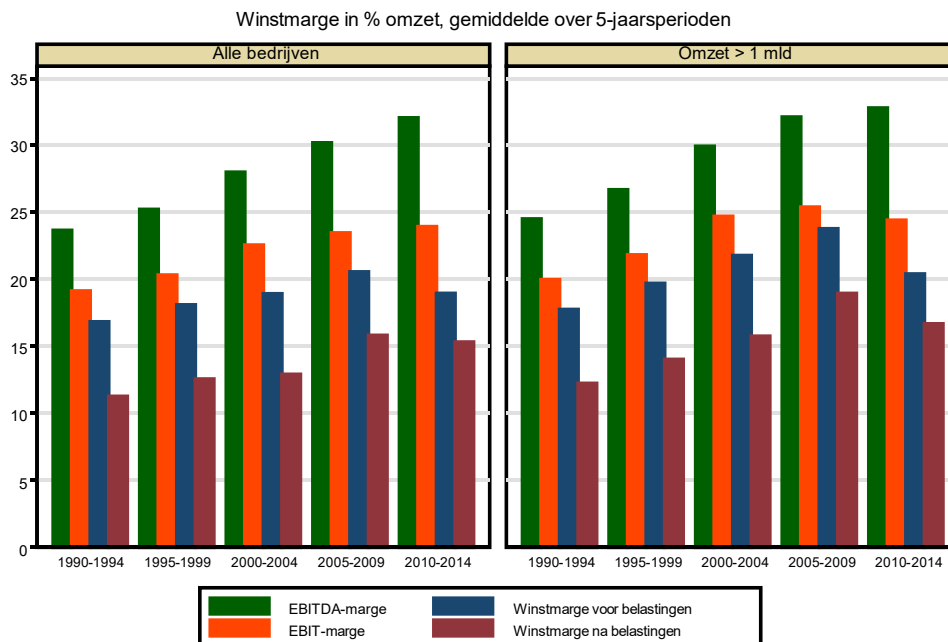 Winstmarge in % omzet, gemiddelde over 5-jaarsperioden
Alle bedrijven
Omzet > 1 mld
35
30
25
20
15
10
5
0
1990-1994 1995-1999 2000-2004 2005-2009 2010-2014
1990-1994 1995-1999 2000-2004 2005-2009 2010-2014
EBITDA-marge Winstmarge voor belastingen
EBIT-marge Winstmarge na belastingen